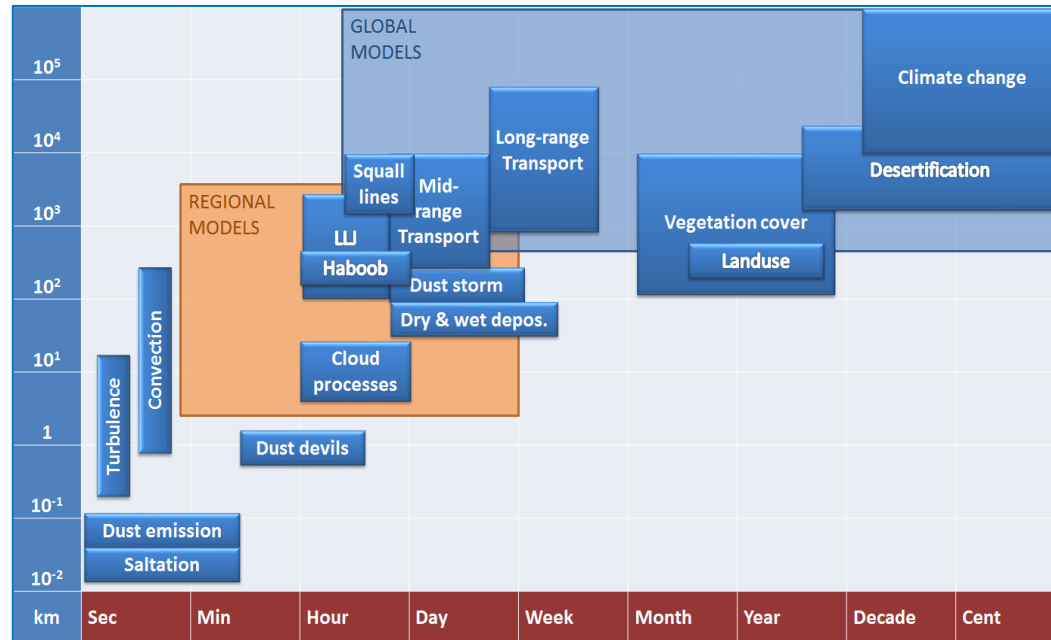 GLOBAL
MODELS
Climate change
10⁵
Long-range
Transport
10⁴
Squall
lines
Mid-
range
Transport
Desertification
REGIONAL
MODELS
10³
LLJ
Vegetation cover
Haboob
Landuse
Dust storm
10²
Dry & wet depos.
Convection
Cloud
processes
10¹
Turbulence
1
Dust devils
10⁻¹
Dust emission
Saltation
10⁻²
km
Sec
Min
Hour
Day
Week
Month
Year
Decade
Cent